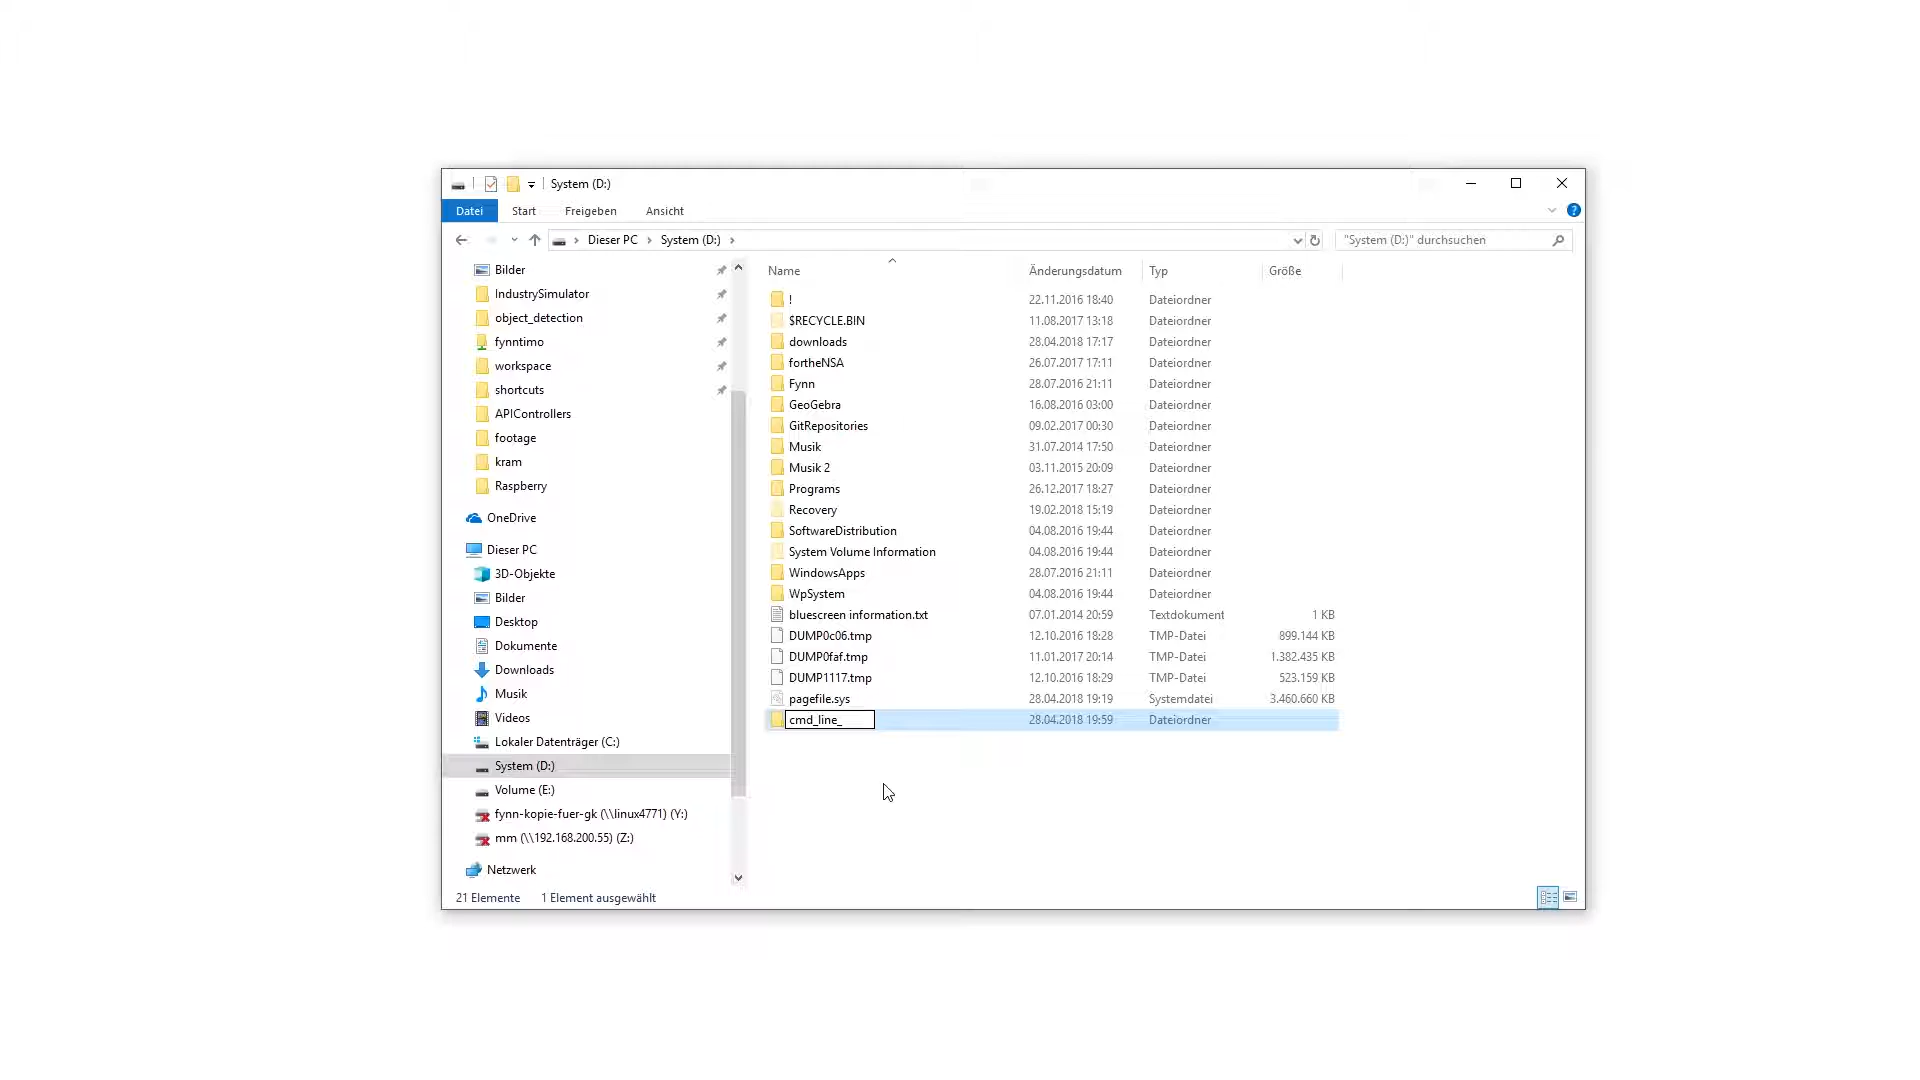 System (D:)
Datei Start Freigeben Ansicht
Dieser PC System (D:) "System (D:)" durchsuchen
Bilder
IndustrySimulator
object_detection
fynntimo
workspace
shortcuts
APIControllers
footage
kram
Raspberry
OneDrive
Dieser PC
3D-Objekte
Bilder
Desktop
Dokumente
Downloads
Musik
Videos
Lokaler Datenträger (C:)
System (D:)
Volume (E:)
fynn-kopie-fuer-gk (\\linux4771) (Y:)
mm (\\192.168.200.55) (Z:)
Netzwerk
Name Änderungsdatum Typ Größe
! 22.11.2016 18:40 Dateiordner
$RECYCLE.BIN 11.08.2017 13:18 Dateiordner
downloads 28.04.2018 17:17 Dateiordner
fortheNSA 26.07.2017 17:11 Dateiordner
Fynn 28.07.2016 21:11 Dateiordner
GeoGebra 16.08.2016 03:00 Dateiordner
GitRepositories 09.02.2017 00:30 Dateiordner
Musik 31.07.2014 17:50 Dateiordner
Musik 2 03.11.2015 20:09 Dateiordner
Programs 26.12.2017 18:27 Dateiordner
Recovery 19.02.2018 15:19 Dateiordner
SoftwareDistribution 04.08.2016 19:44 Dateiordner
System Volume Information 04.08.2016 19:44 Dateiordner
WindowsApps 28.07.2016 21:11 Dateiordner
WpSystem 04.08.2016 19:44 Dateiordner
bluescreen information.txt 07.01.2014 20:59 Textdokument 1 KB
DUMP0c06.tmp 12.10.2016 18:28 TMP-Datei 899.144 KB
DUMP0faf.tmp 11.01.2017 20:14 TMP-Datei 1.382.435 KB
DUMP1117.tmp 12.10.2016 18:29 TMP-Datei 523.159 KB
pagefile.sys 28.04.2018 19:19 Systemdatei 3.460.660 KB
cmd_line_ 28.04.2018 19:59 Dateiordner
21 Elemente 1 Element ausgewählt